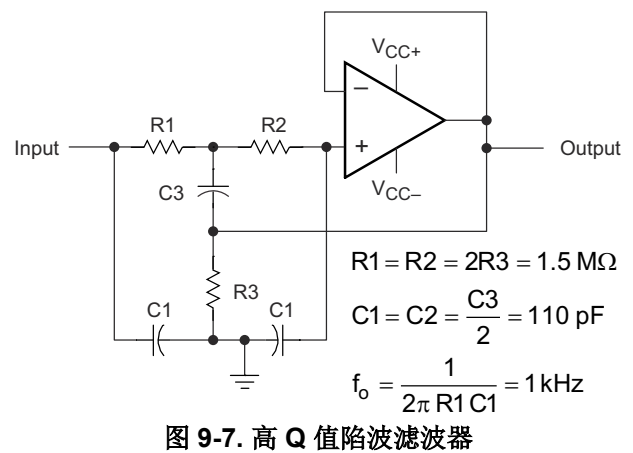 VCC+
R1
R2
Input
−
+
Output
C3
VCC−
R1 = R2 = 2R3 = 1.5 MΩ
R3
C1
C1
C1 = C2 = C3/2 = 110 pF
fo = 1/(2π R1 C1) = 1 kHz
图 9-7. 高 Q 值陷波滤波器